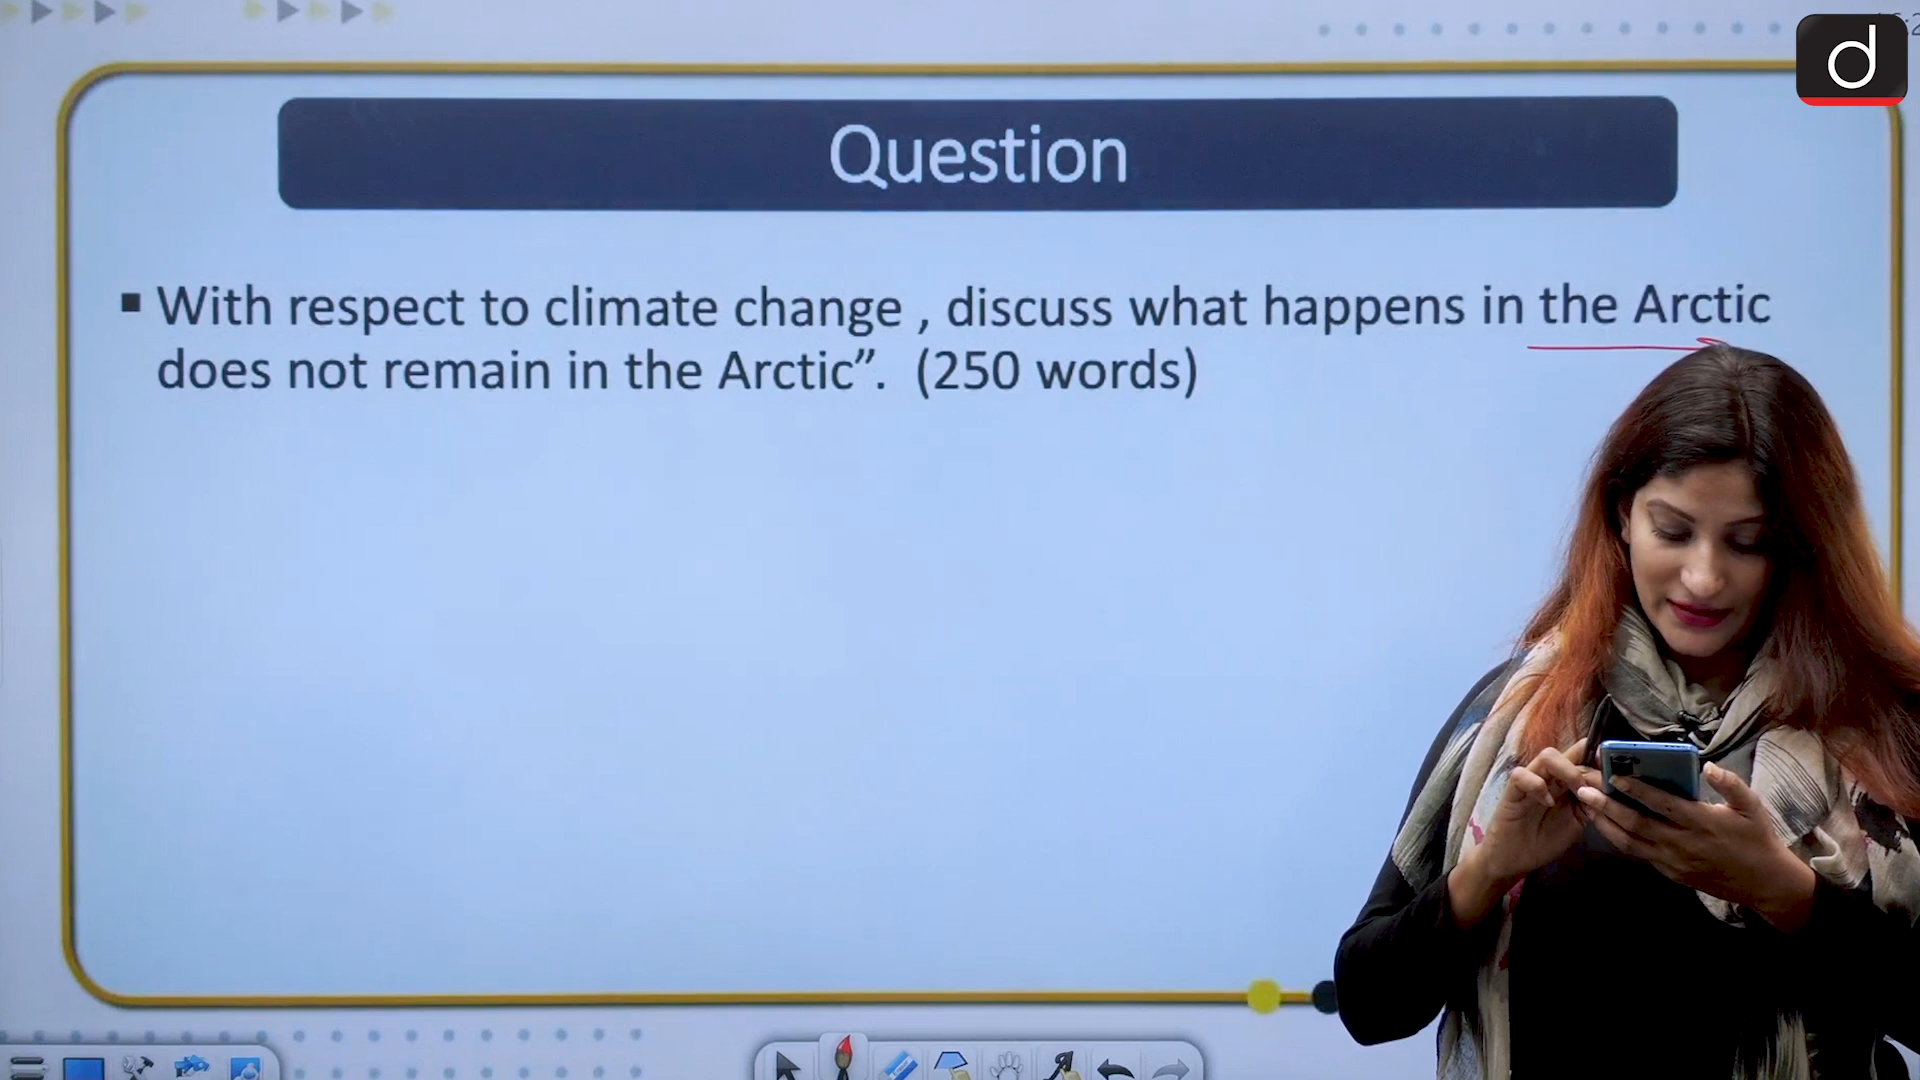 Question
▪ With respect to climate change , discuss what happens in the Arctic
does not remain in the Arctic”. (250 words)